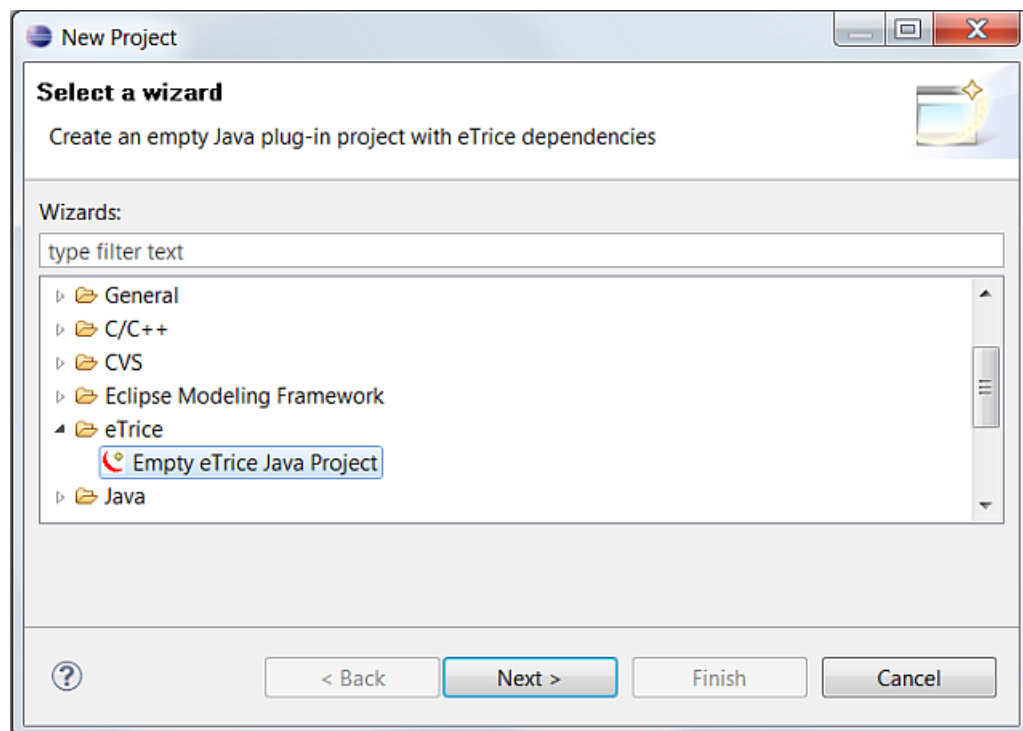 New Project
Select a wizard
Create an empty Java plug-in project with eTrice dependencies
Wizards:
type filter text
General
C/C++
CVS
Eclipse Modeling Framework
eTrice
Empty eTrice Java Project
Java
?
< Back Next > Finish Cancel